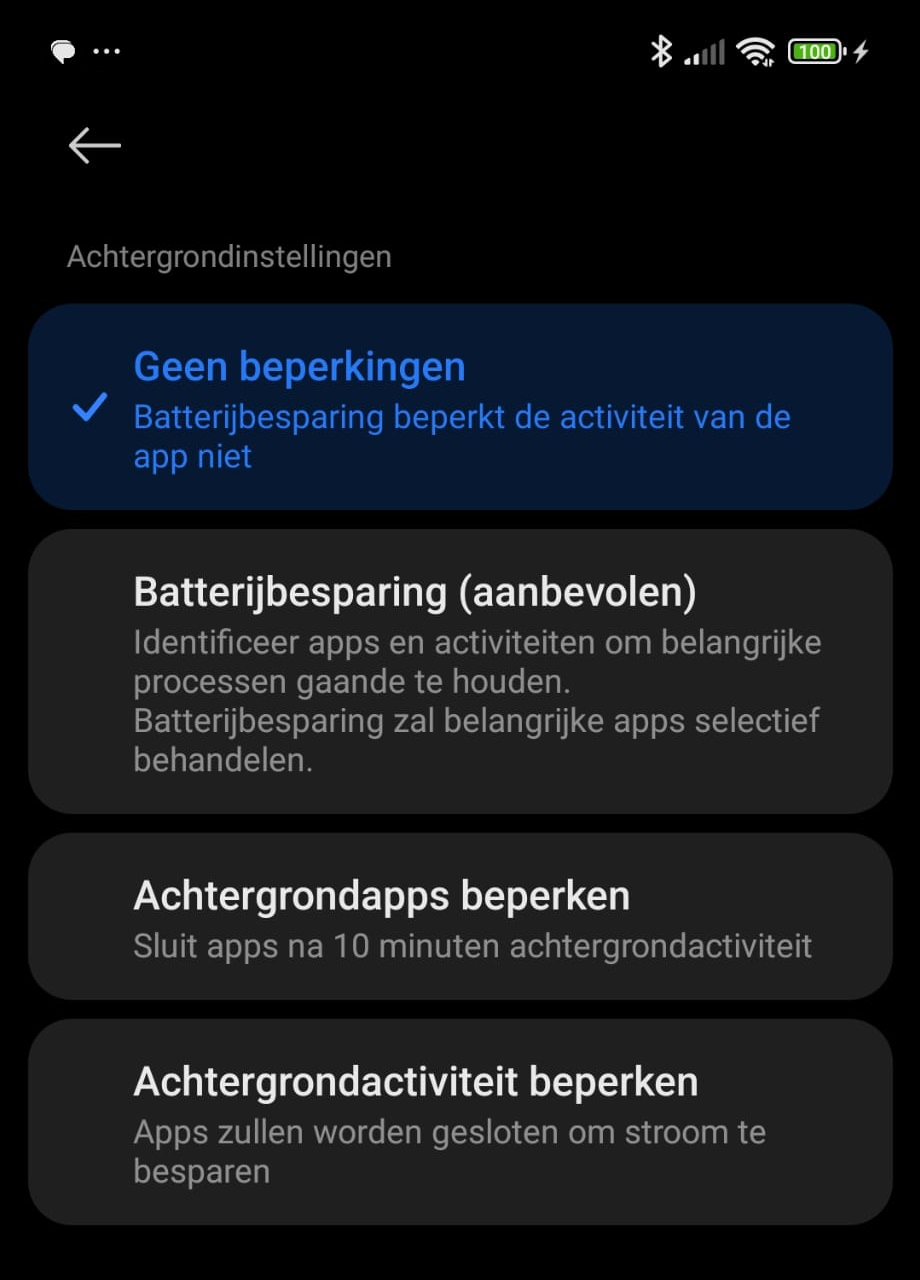 100
Achtergrondinstellingen
Geen beperkingen
Batterijbesparing beperkt de activiteit van de
app niet
Batterijbesparing (aanbevolen)
Identificeer apps en activiteiten om belangrijke
processen gaande te houden.
Batterijbesparing zal belangrijke apps selectief
behandelen.
Achtergrondapps beperken
Sluit apps na 10 minuten achtergrondactiviteit
Achtergrondactiviteit beperken
Apps zullen worden gesloten om stroom te
besparen